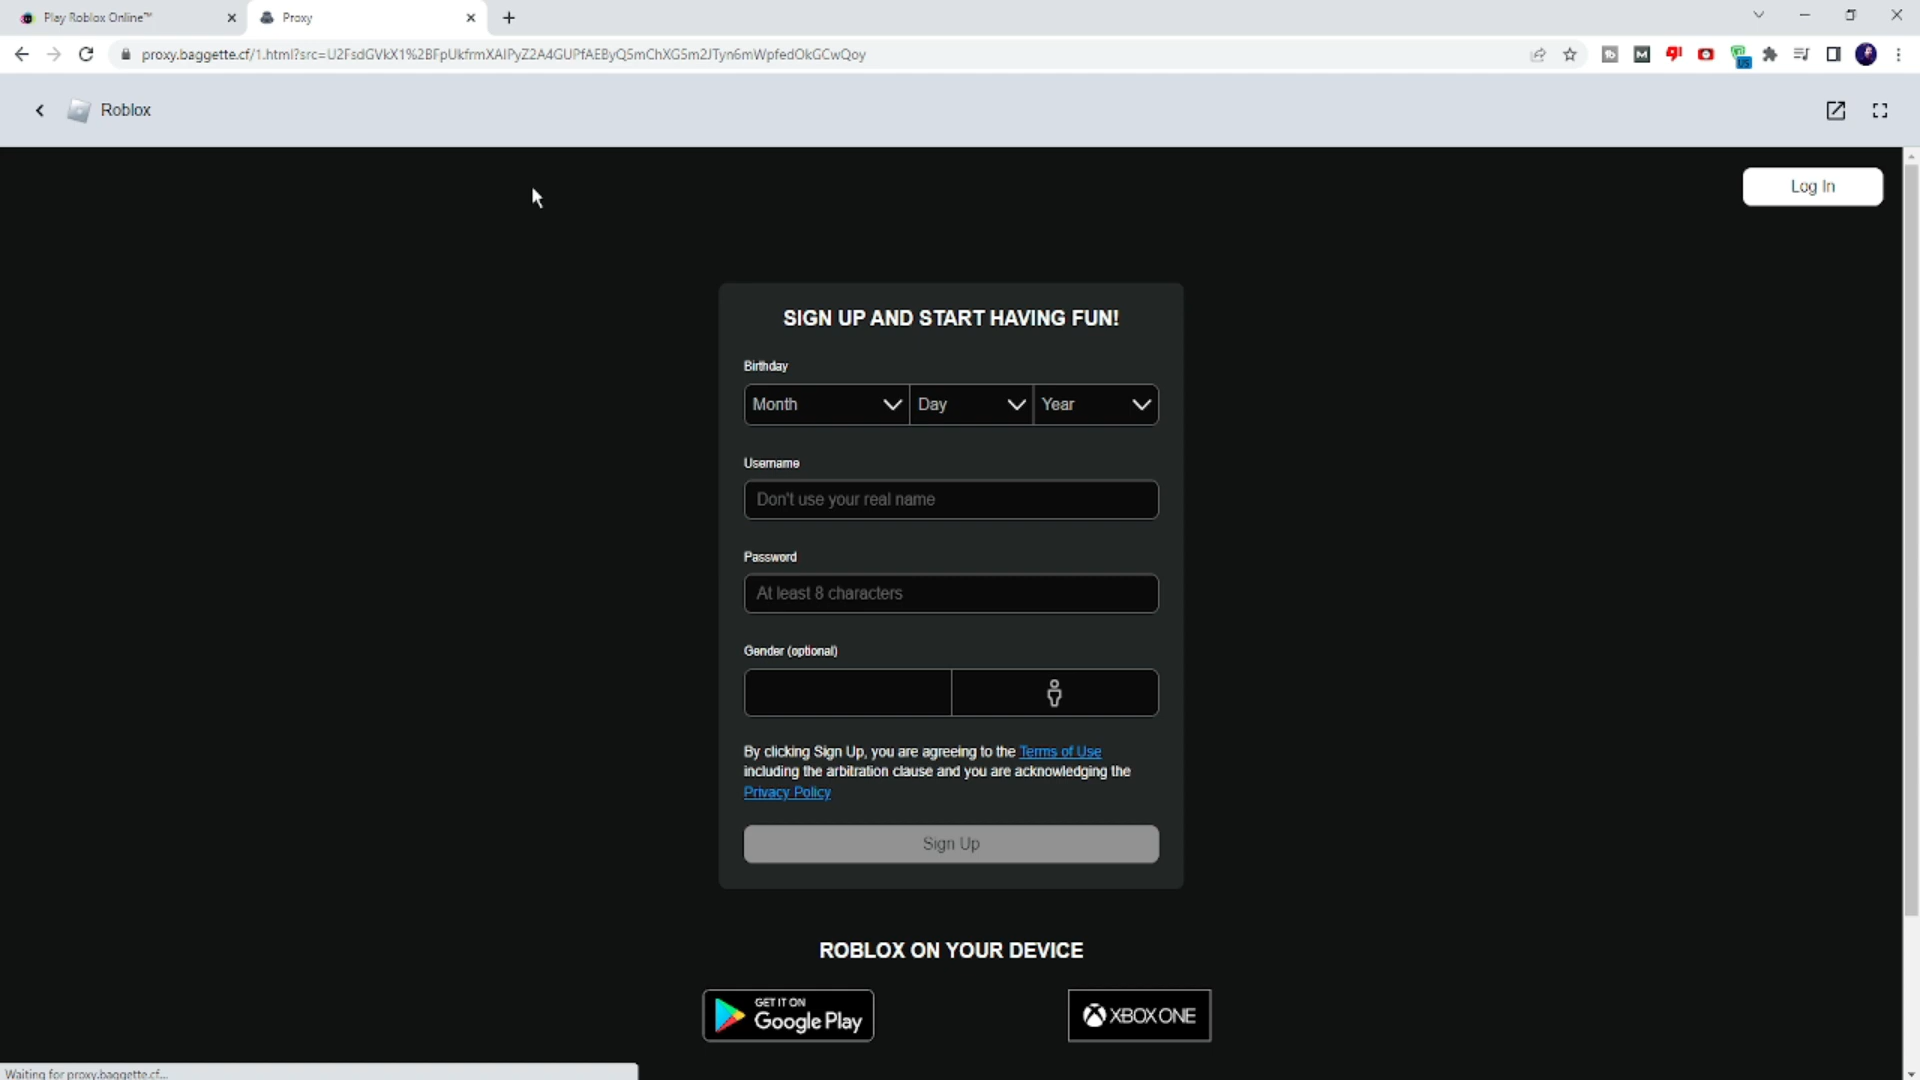 Play Roblox Online™
Proxy
proxy.baggette.cf/1.html?src=U2FsdGVkX1%2BFpUkfrmXAIPyZ2A4GUPfAEByQ5mChXG5m2JTyn6mWpfedOkGCwQoy
US
Roblox
Log In
SIGN UP AND START HAVING FUN!
Birthday
Month Day Year
Username
Don't use your real name
Password
At least 8 characters
Gender (optional)
By clicking Sign Up, you are agreeing to the Terms of Use
including the arbitration clause and you are acknowledging the
Privacy Policy
Sign Up
ROBLOX ON YOUR DEVICE
GET IT ON
Google Play
XBOX ONE
Waiting for proxy.baggette.cf...